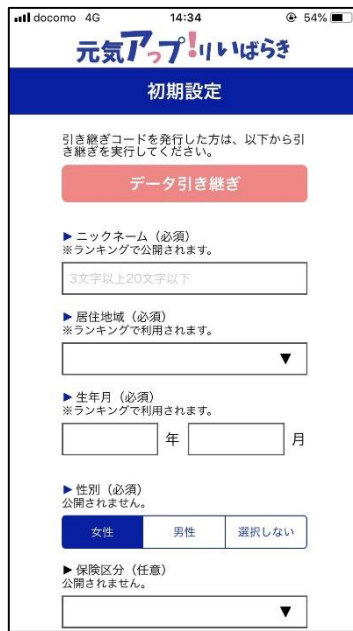 docomo 4G 14:34 54%
元気アっプ!リいばらき
初期設定
引き継ぎコードを発行した方は、以下から引
き継ぎを実行してください。
データ引き継ぎ
▶ ニックネーム（必須）
※ランキングで公開されます。
3文字以上20文字以下
▶ 居住地域（必須）
※ランキングで利用されます。
▼
▶ 生年月（必須）
※ランキングで利用されます。
年 月
▶ 性別（必須）
公開されません。
女性 男性 選択しない
▶ 保険区分（任意）
公開されません。
▼